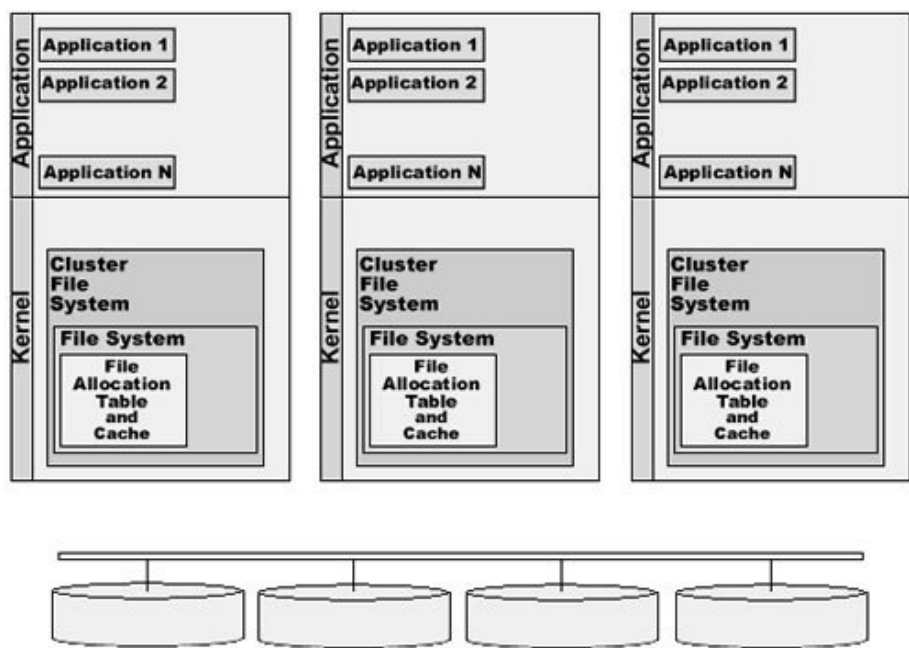 Application
Application 1
Application 2
Application N
Kernel
Cluster
File
System
File System
File
Allocation
Table
and
Cache
Application
Application 1
Application 2
Application N
Kernel
Cluster
File
System
File System
File
Allocation
Table
and
Cache
Application
Application 1
Application 2
Application N
Kernel
Cluster
File
System
File System
File
Allocation
Table
and
Cache